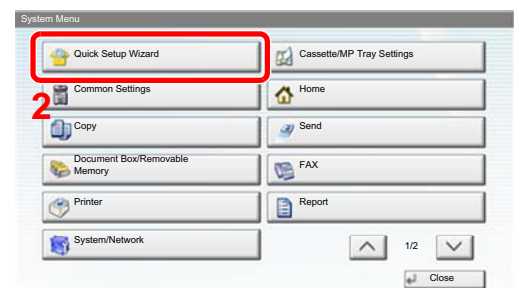 System Menu
Quick Setup Wizard
Cassette/MP Tray Settings
2
Common Settings
Home
Copy
Send
Document Box/Removable
Memory
FAX
Printer
Report
System/Network
1/2
Close